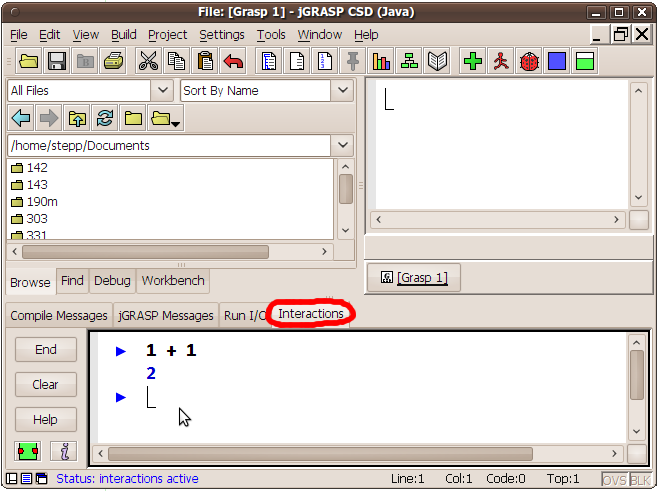 File: [Grasp 1] - jGRASP CSD (Java)
File Edit View Build Project Settings Tools Window Help
All Files Sort By Name
/home/stepp/Documents
142
143
190m
303
331
Browse Find Debug Workbench
[Grasp 1]
Compile Messages jGRASP Messages Run I/O Interactions
End
Clear
Help
1 + 1
2
Status: interactions active Line:1 Col:1 Code:0 Top:1 OVS BLK